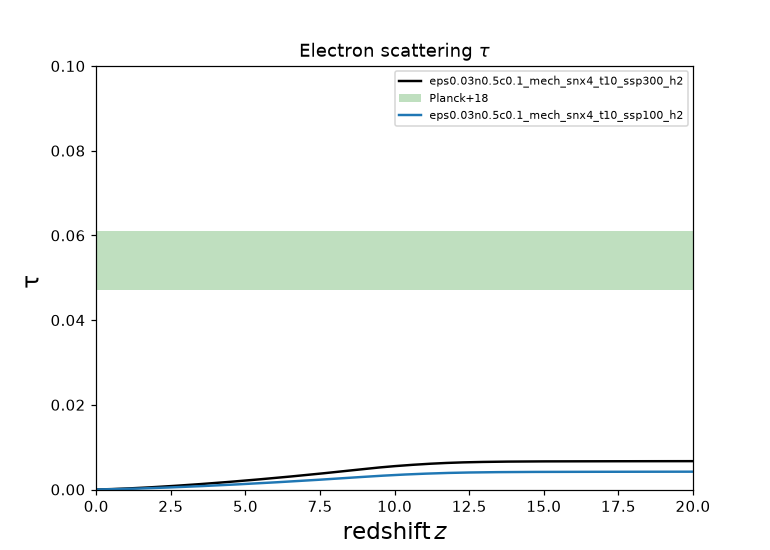 Electron scattering τ
0.10
0.08
0.06
0.04
0.02
0.00
τ
eps0.03n0.5c0.1_mech_snx4_t10_ssp300_h2
Planck+18
eps0.03n0.5c0.1_mech_snx4_t10_ssp100_h2
0.0 2.5 5.0 7.5 10.0 12.5 15.0 17.5 20.0
redshift z